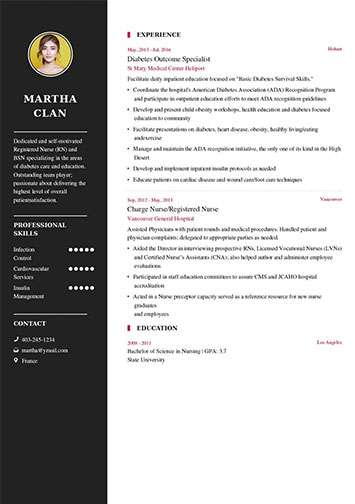 MARTHA
CLAN
Dedicated and self-motivated
Registered Nurse (RN) and
BSN specializing in the areas
of diabetes care and education.
Outstanding team player;
passionate about delivering the
highest level of overall
patientsatisfaction.
PROFESSIONAL
SKILLS
Infection
Control
Cardiovascular
Services
Insulin
Management
CONTACT
403-245-1234
martha@ymail.com
France
EXPERIENCE
May, 2013 - Jul, 2016 Hobart
Diabetes Outcome Specialist
St Mary Medical Center Heliport
Facilitate daily inpatient education focused on "Basic Diabetes Survival Skills."
• Coordinate the hospital's American Diabetes Association (ADA) Recognition Program
and participate in outpatient education efforts to meet ADA recognition guidelines
• Develop and present child obesity workshops, health education and diabetes focused
education to community
• Facilitate presentations on diabetes, heart disease, obesity, healthy living/eating
andexercise
• Manage and maintain the ADA recognition initiative, the only one of its kind in the High
Desert
• Develop and implement inpatient insulin protocols as needed
• Educate patients on cardiac disease and wound care/foot care techniques
Sep, 2012 - May, 2013 Vancouver
Charge Nurse/Registered Nurse
Vancouver General Hospital
Assisted Physicians with patient rounds and medical procedures. Handled patient and
physician complaints; delegated to appropriate parties as needed.
• Aided the Director in interviewing prospective RNs, Licensed Vocational Nurses (LVNs)
and Certified Nurse's Assistants (CNA); also helped author and administer employee
evaluations
• Participated in staff education committees to assure CMS and JCAHO hospital
accreditation
• Acted in a Nurse preceptor capacity served as a reference resource for new nurse
graduates
and employees
EDUCATION
2008 - 2011 Los Angeles
Bachelor of Science in Nursing | GPA: 3.7
State University